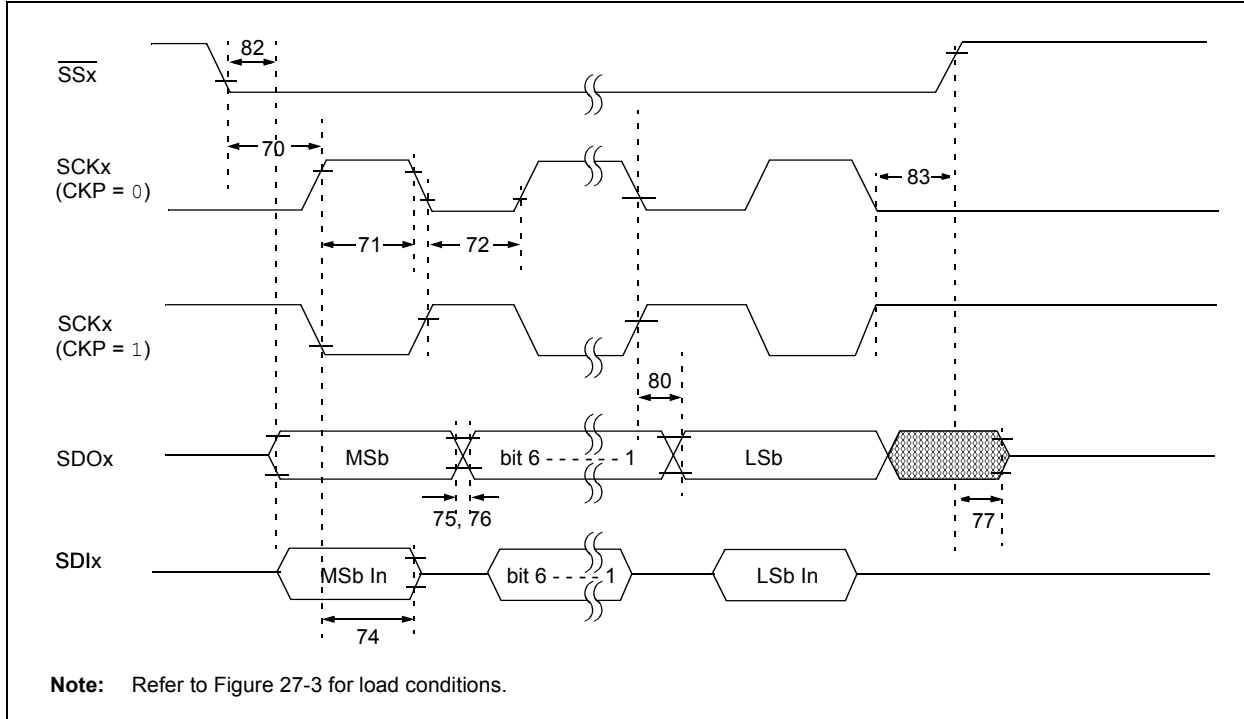 82
SSx
70
SCKx
(CKP = 0)
83
71
72
SCKx
(CKP = 1)
80
SDOx
MSb
bit 6 - - - - - - 1
LSb
75, 76
77
SDIx
MSb In
bit 6 - - - - 1
LSb In
74
Note: Refer to Figure 27-3 for load conditions.